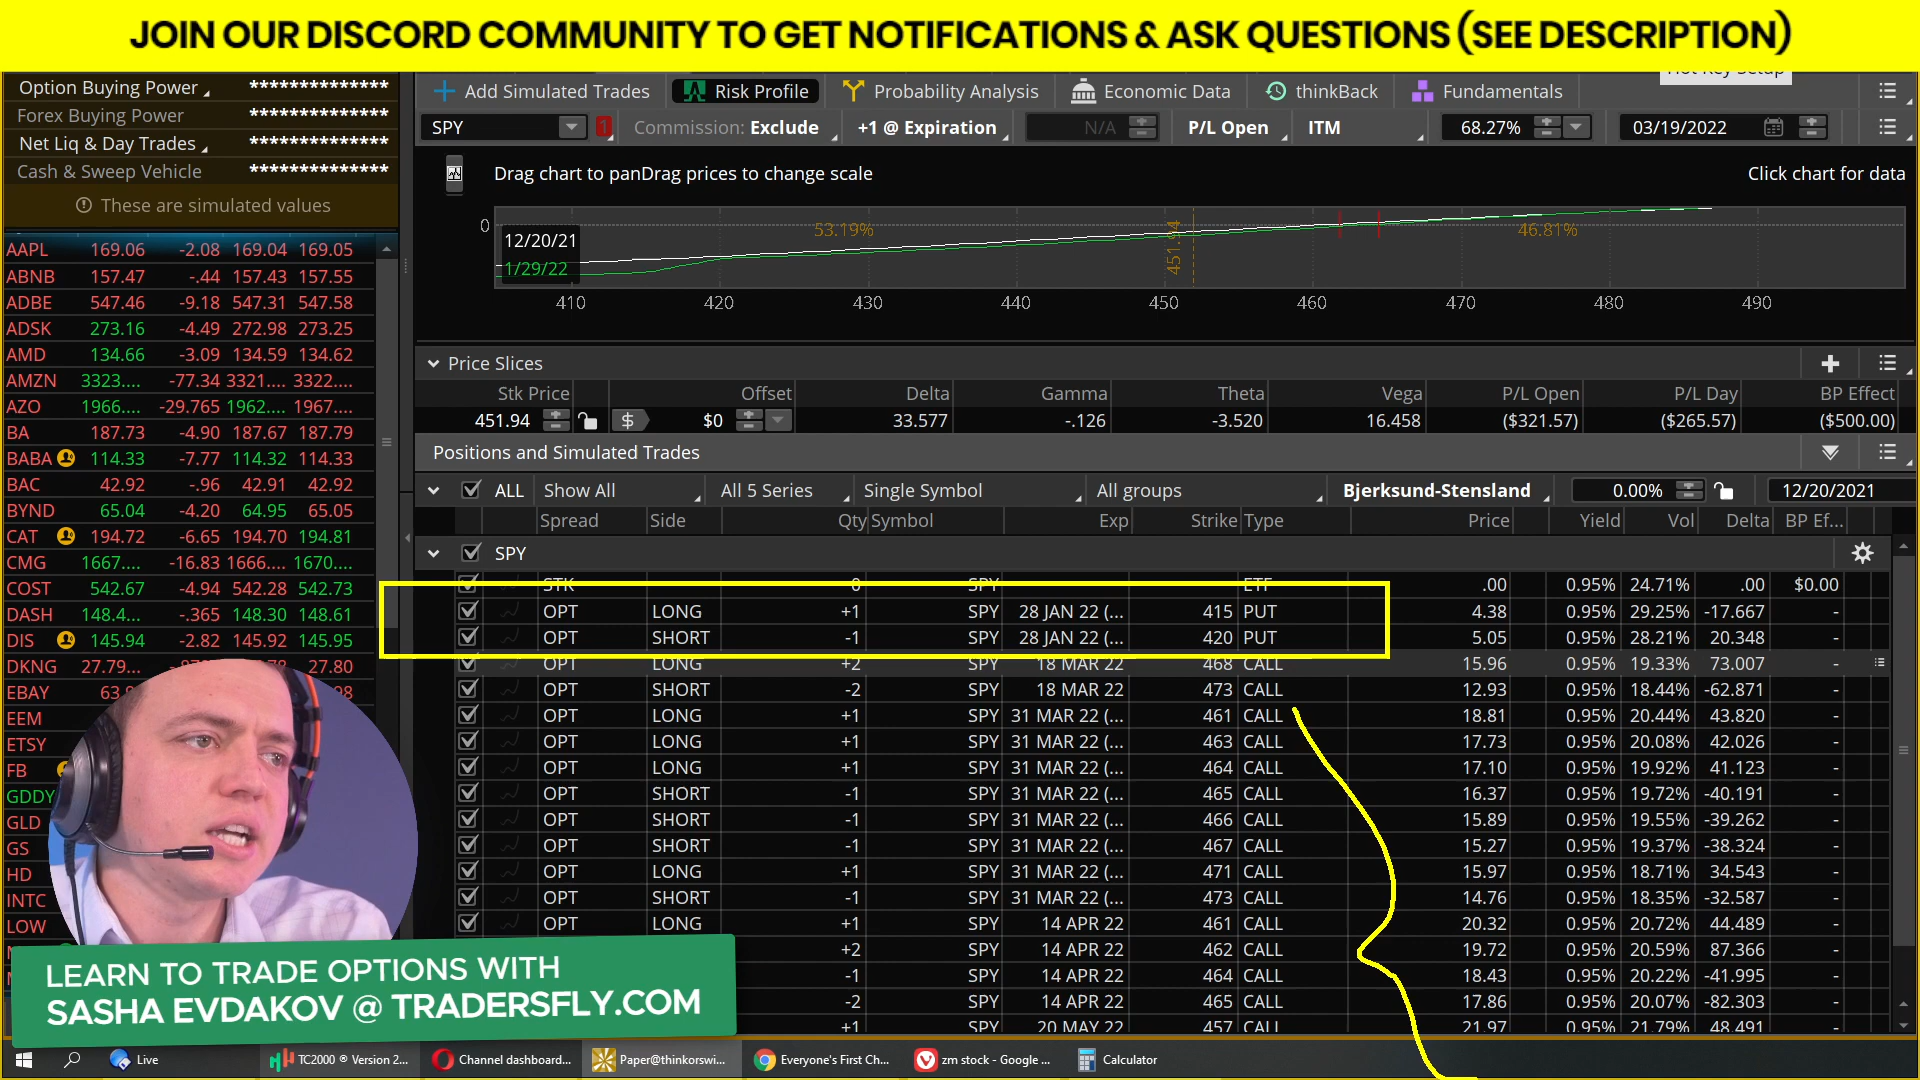 JOIN OUR DISCORD COMMUNITY TO GET NOTIFICATIONS & ASK QUESTIONS (SEE DESCRIPTION)
Option Buying Power **************
Forex Buying Power **************
Net Liq & Day Trades **************
Cash & Sweep Vehicle **************
These are simulated values
Add Simulated Trades Risk Profile Probability Analysis Economic Data thinkBack Fundamentals
SPY 1 Commission: Exclude +1 @ Expiration N/A P/L Open ITM 68.27% 03/19/2022
Drag chart to panDrag prices to change scale Click chart for data
0 12/20/21 1/29/22 53.19% 451.94 46.81%
410 420 430 440 450 460 470 480 490
Price Slices
Stk Price Offset Delta Gamma Theta Vega P/L Open P/L Day BP Effect
451.94 $ $0 33.577 -.126 -3.520 16.458 ($321.57) ($265.57) ($500.00)
Positions and Simulated Trades
ALL Show All All 5 Series Single Symbol All groups Bjerksund-Stensland 0.00% 12/20/2021
Spread Side Qty Symbol Exp Strike Type Price Yield Vol Delta BP Ef...
SPY
STK 0 SPY ETF .00 0.95% 24.71% .00 $0.00
OPT LONG +1 SPY 28 JAN 22 (... 415 PUT 4.38 0.95% 29.25% -17.667 -
OPT SHORT -1 SPY 28 JAN 22 (... 420 PUT 5.05 0.95% 28.21% 20.348 -
OPT LONG +2 SPY 18 MAR 22 468 CALL 15.96 0.95% 19.33% 73.007 -
OPT SHORT -2 SPY 18 MAR 22 473 CALL 12.93 0.95% 18.44% -62.871 -
OPT LONG +1 SPY 31 MAR 22 (... 461 CALL 18.81 0.95% 20.44% 43.820 -
OPT LONG +1 SPY 31 MAR 22 (... 463 CALL 17.73 0.95% 20.08% 42.026 -
OPT LONG +1 SPY 31 MAR 22 (... 464 CALL 17.10 0.95% 19.92% 41.123 -
OPT SHORT -1 SPY 31 MAR 22 (... 465 CALL 16.37 0.95% 19.72% -40.191 -
OPT SHORT -1 SPY 31 MAR 22 (... 466 CALL 15.89 0.95% 19.55% -39.262 -
OPT SHORT -1 SPY 31 MAR 22 (... 467 CALL 15.27 0.95% 19.37% -38.324 -
OPT LONG +1 SPY 31 MAR 22 (... 471 CALL 15.97 0.95% 18.71% 34.543 -
OPT SHORT -1 SPY 31 MAR 22 (... 473 CALL 14.76 0.95% 18.35% -32.587 -
OPT LONG +1 SPY 14 APR 22 461 CALL 20.32 0.95% 20.72% 44.489 -
+2 SPY 14 APR 22 462 CALL 19.72 0.95% 20.59% 87.366 -
-1 SPY 14 APR 22 464 CALL 18.43 0.95% 20.22% -41.995 -
-2 SPY 14 APR 22 465 CALL 17.86 0.95% 20.07% -82.303 -
+1 SPY 20 MAY 22 457 CALL 21.97 0.95% 21.79% 48.491 -
AAPL 169.06 -2.08 169.04 169.05
ABNB 157.47 -.44 157.43 157.55
ADBE 547.46 -9.18 547.31 547.58
ADSK 273.16 -4.49 272.98 273.25
AMD 134.66 -3.09 134.59 134.62
AMZN 3323.... -77.34 3321.... 3322....
AZO 1966.... -29.765 1962.... 1967....
BA 187.73 -4.90 187.67 187.79
BABA 114.33 -7.77 114.32 114.33
BAC 42.92 -.96 42.91 42.92
BYND 65.04 -4.20 64.95 65.05
CAT 194.72 -6.65 194.70 194.81
CMG 1667.... -16.83 1666.... 1670....
COST 542.67 -4.94 542.28 542.73
DASH 148.4... -.365 148.30 148.61
DIS 145.94 -2.82 145.92 145.95
DKNG 27.79... 27.80
EBAY
EEM
ETSY
FB
GDDY
GLD
GS
HD
INTC
LOW
LEARN TO TRADE OPTIONS WITH
SASHA EVDAKOV @ TRADERSFLY.COM
Live TC2000 ® Version 2... Channel dashboard... Paper@thinkorswi... Everyone's First Ch... zm stock - Google ... Calculator